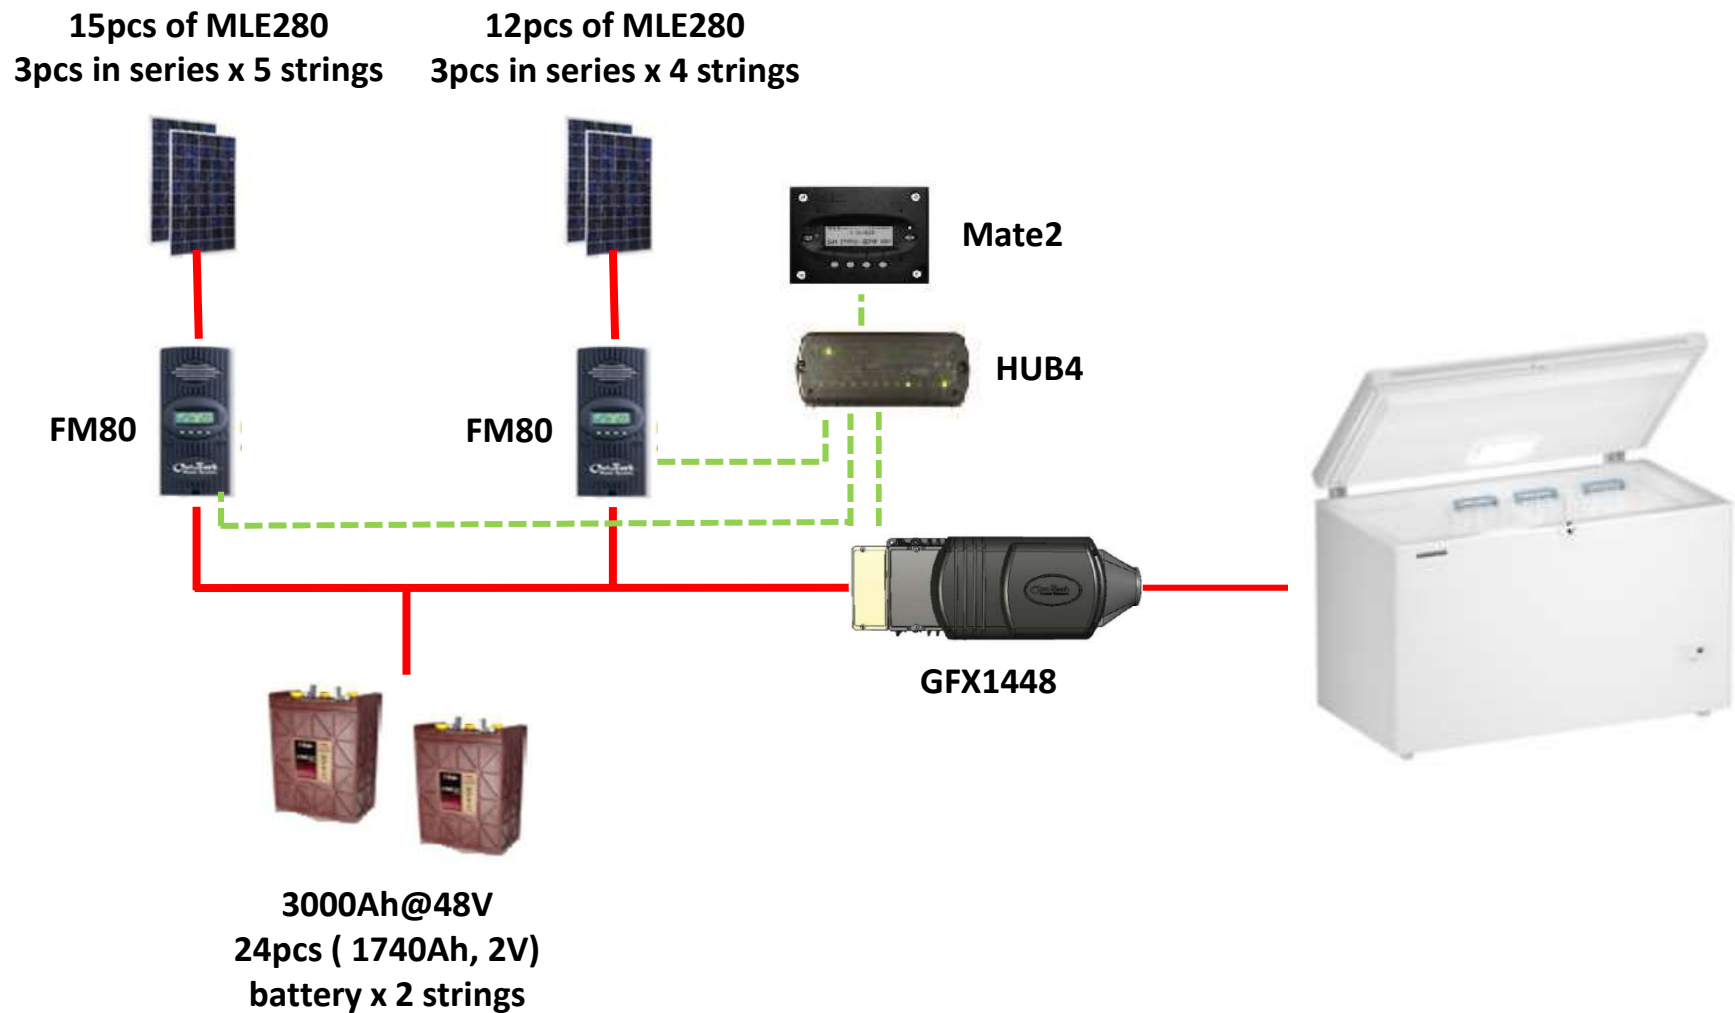 15pcs of MLE280
3pcs in series x 5 strings
12pcs of MLE280
3pcs in series x 4 strings
Mate2
HUB4
FM80
FM80
GFX1448
3000Ah@48V
24pcs ( 1740Ah, 2V)
battery x 2 strings